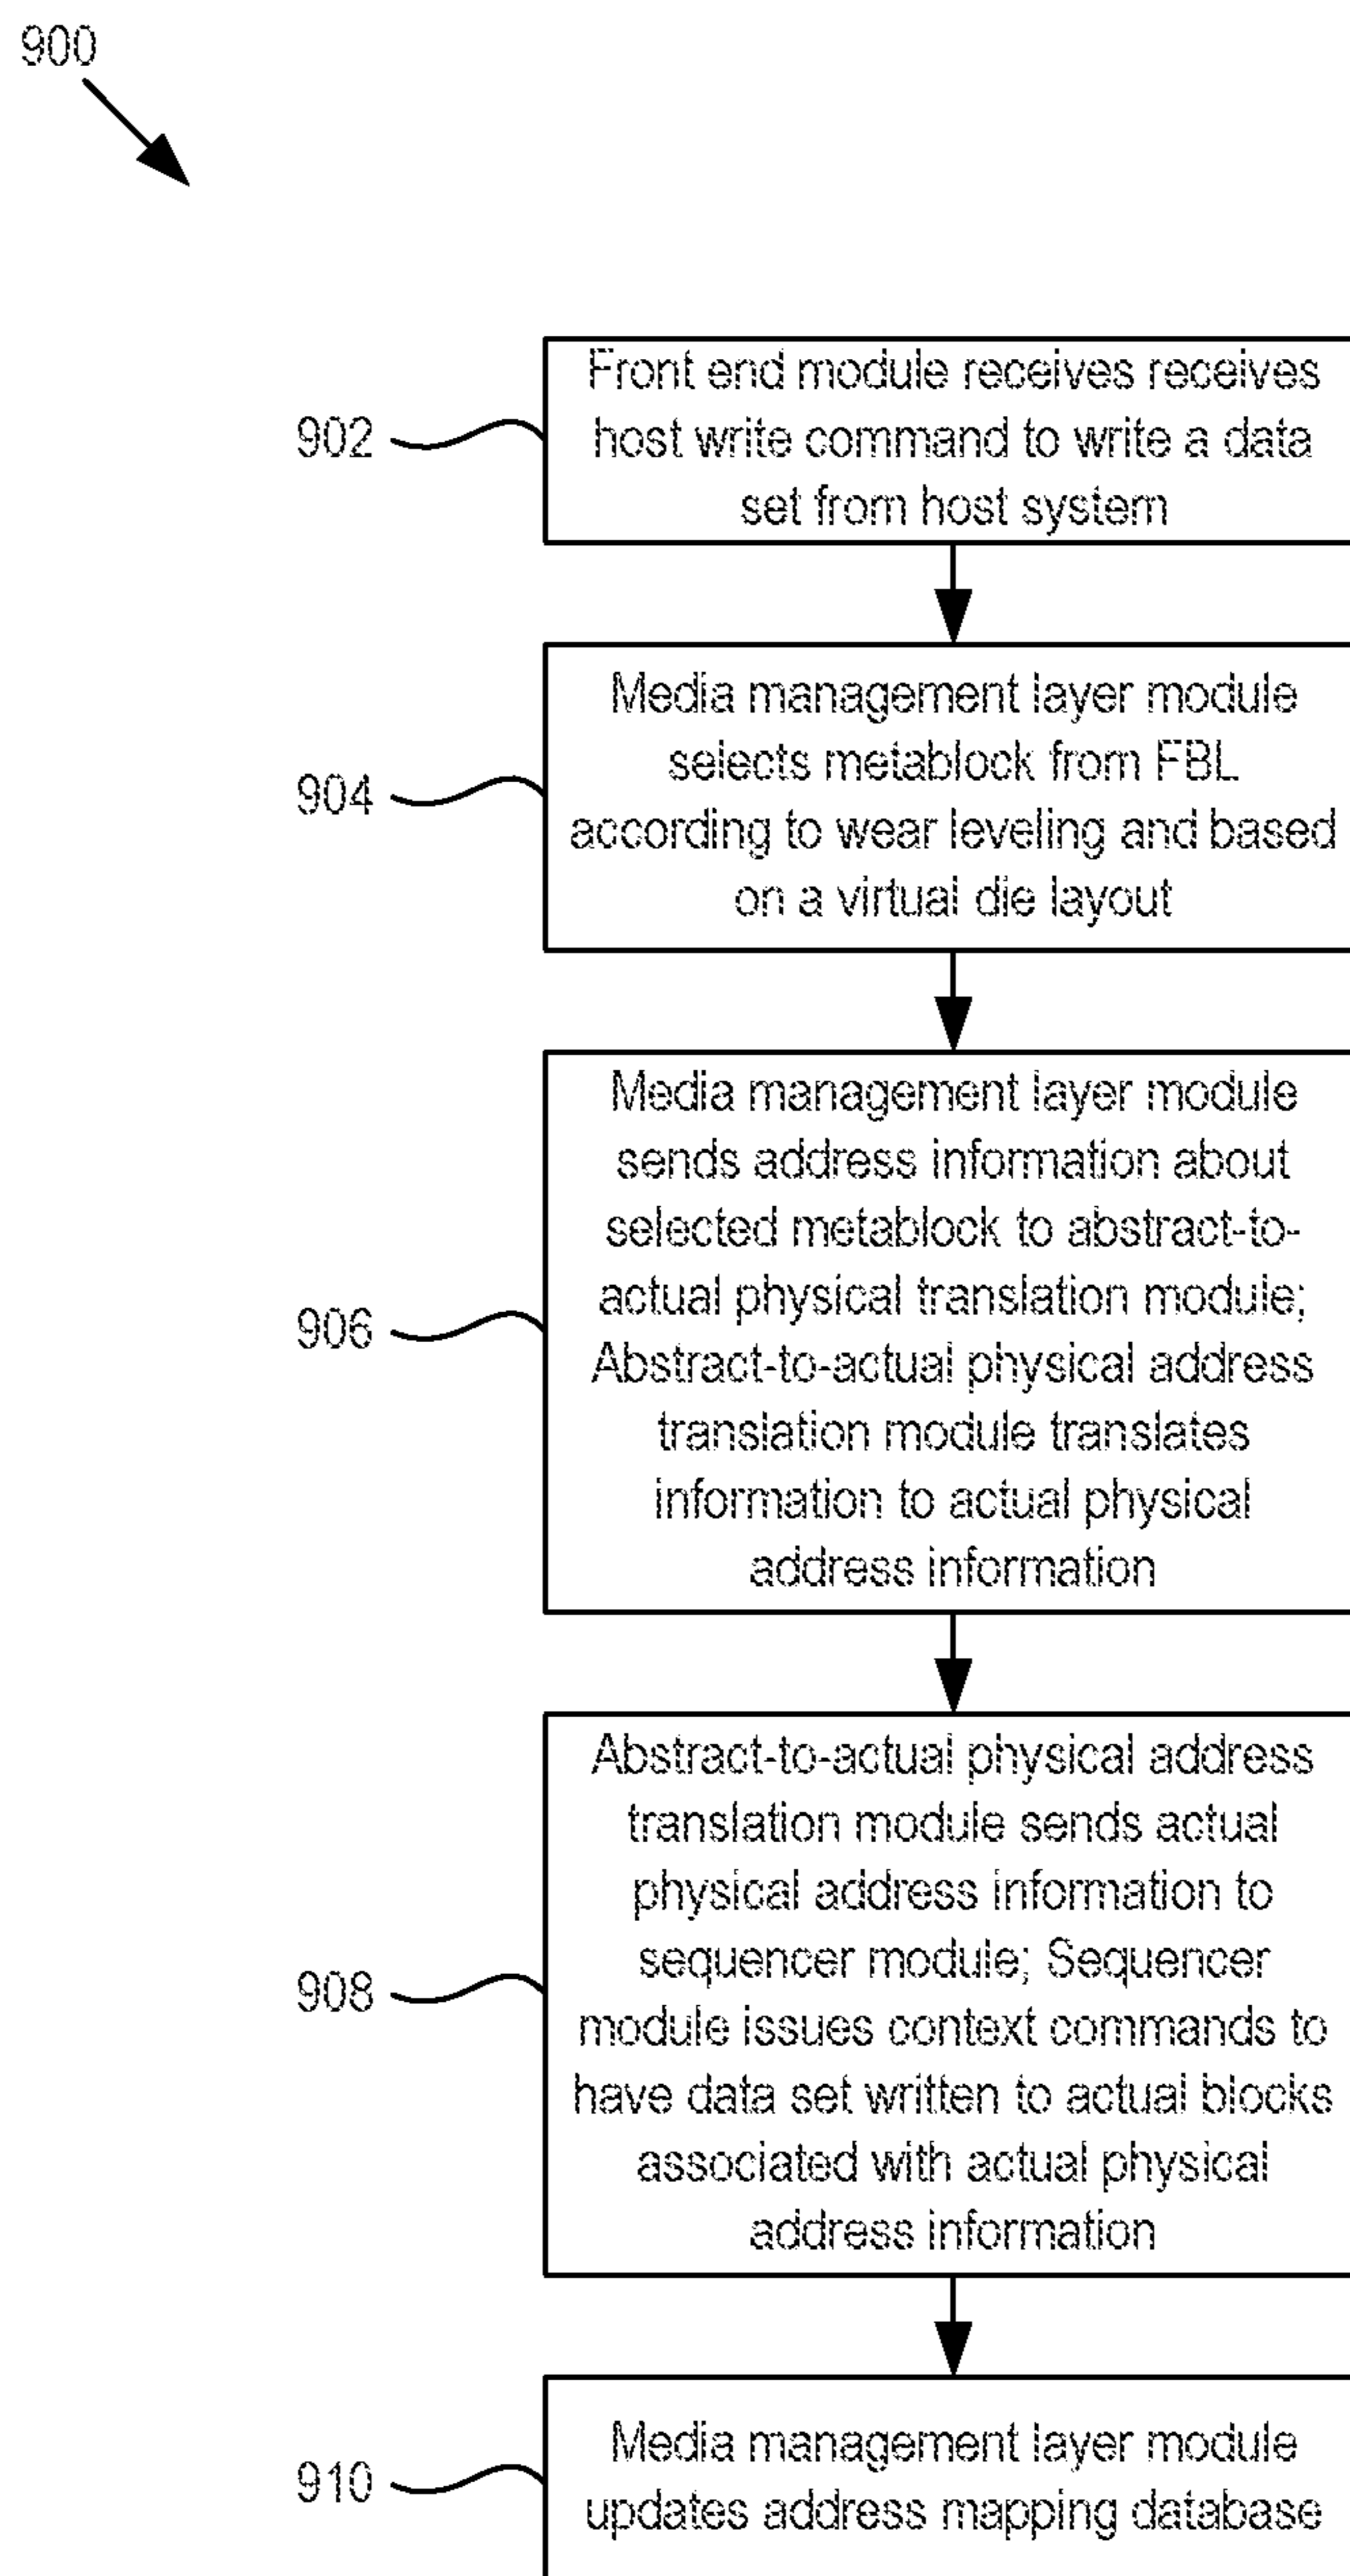 900
902
Front end module receives receives
host write command to write a data
set from host system
904
Media management layer module
selects metablock from FBL
according to wear leveling and based
on a virtual die layout
906
Media management layer module
sends address information about
selected metablock to abstract-to-
actual physical translation module;
Abstract-to-actual physical address
translation module translates
information to actual physical
address information
908
Abstract-to-actual physical address
translation module sends actual
physical address information to
sequencer module; Sequencer
module issues context commands to
have data set written to actual blocks
associated with actual physical
address information
910
Media management layer module
updates address mapping database